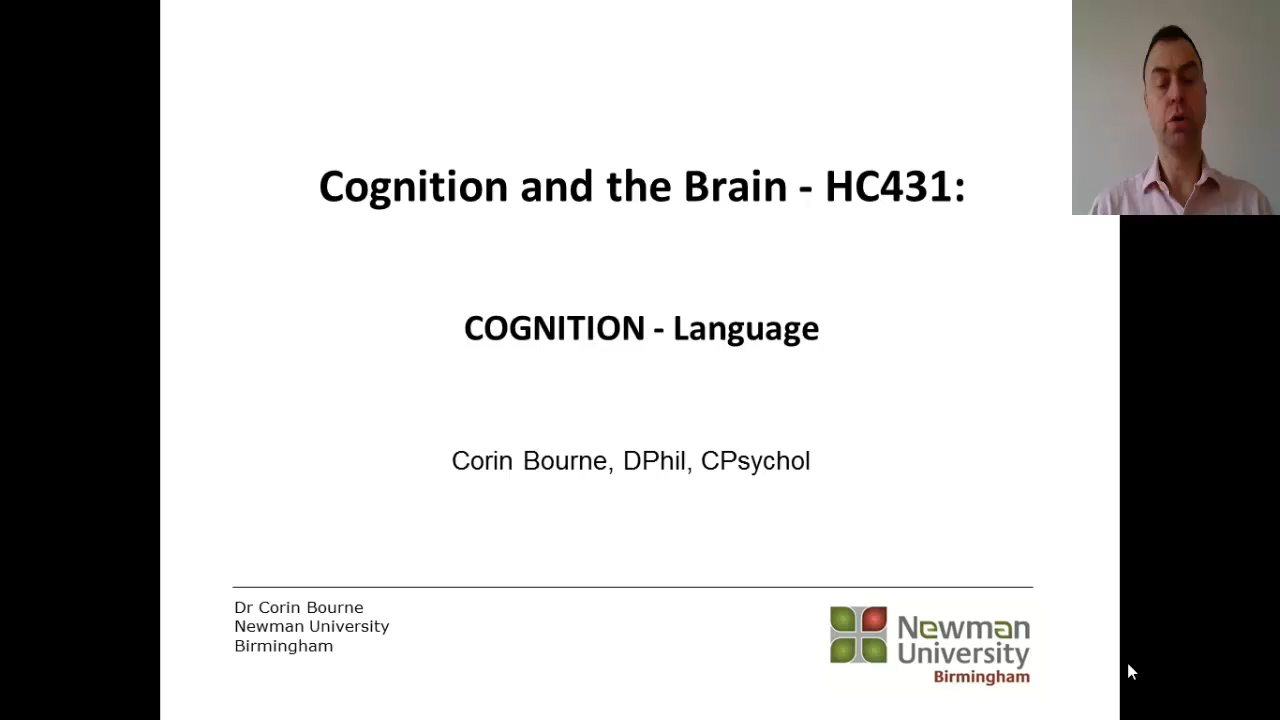 Cognition and the Brain - HC431:
COGNITION - Language
Corin Bourne, DPhil, CPsychol
Dr Corin Bourne
Newman University
Birmingham
Newman
University
Birmingham